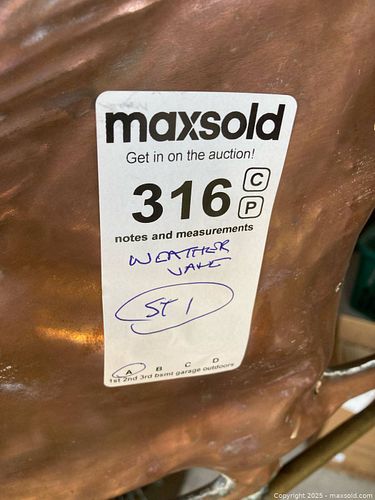 maxsold
Get in on the auction!
316 C
P
notes and measurements
WEATHER
VANE
ST 1
A B C D
1st 2nd 3rd bsmt garage outdoors
Copyright 2025 - maxsold.com